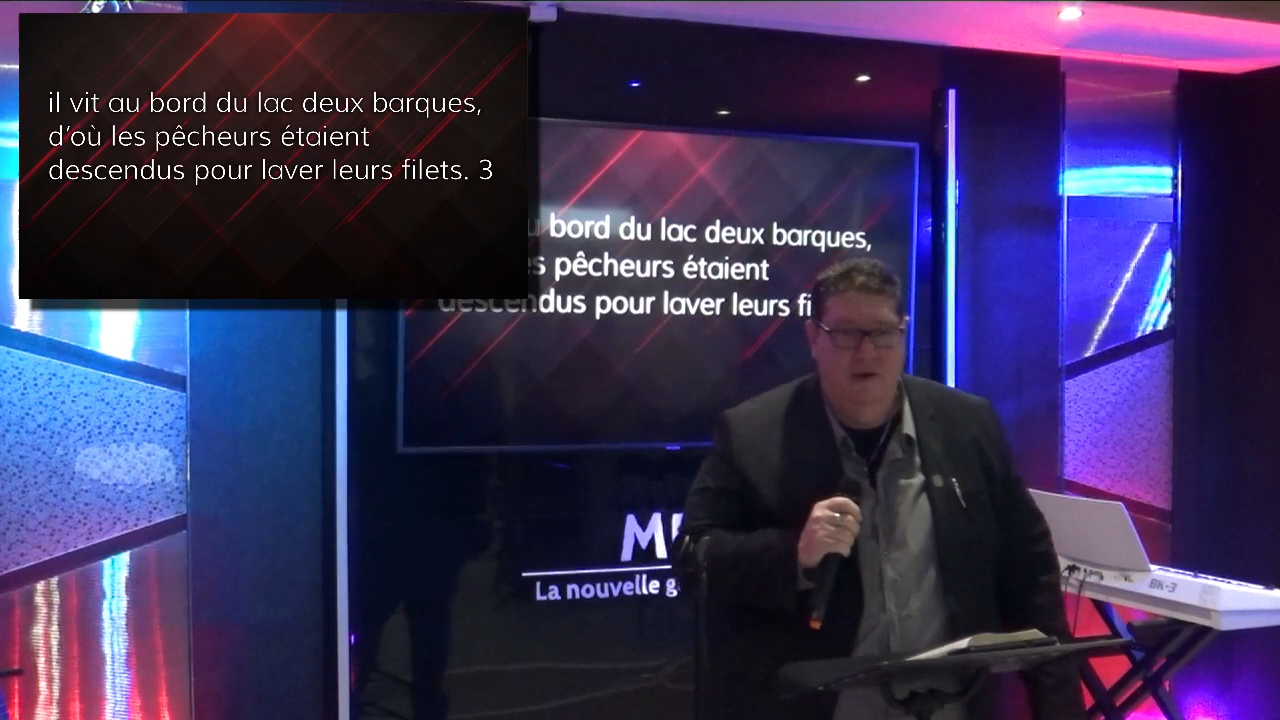 il vit au bord du lac deux barques,
d'où les pêcheurs étaient
descendus pour laver leurs filets. 3
bord du lac deux barques,
pêcheurs étaient
descendus pour laver leurs
La nouvelle
BK-3